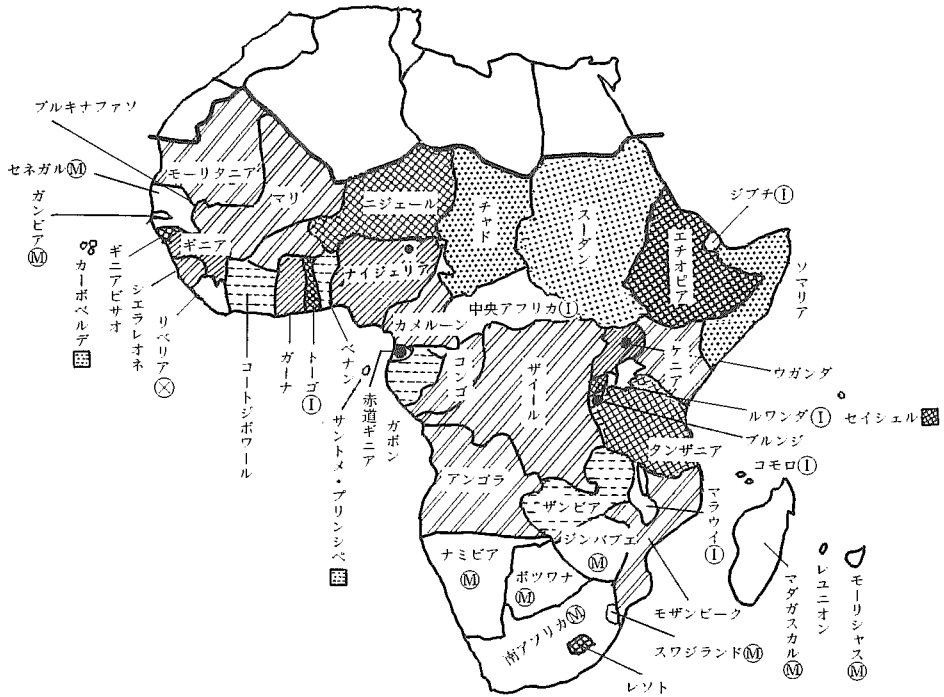 ブルキナファソ
セネガルⓂ
ガンビアⓂ
カーボベルデ
ギニアビサオ
シエラレオネ
リベリアⓧ
モーリタニア
マリ
ギニア
コートジボワール
ガーナ
トーゴⒾ
ベナン
サントメ・プリンシペ
赤道ギニア
ガボン
ニジェール
ナイジェリア
カメルーン
チャド
スーダン
中央アフリカⒾ
コンゴ
ザイール
エチオピア
ジブチⒾ
ソマリア
ケニア
ウガンダ
ルワンダⒾ
セイシェル
ブルンジ
タンザニア
コモロⒾ
アンゴラ
ザンビア
ジンバブエ
Ⓜ
マラウイⒾ
ナミビア
Ⓜ
ボツワナ
Ⓜ
南アフリカⓂ
モザンビーク
スワジランドⓂ
レソト
マダガスカルⓂ
レユニオン
モーリシャスⓂ